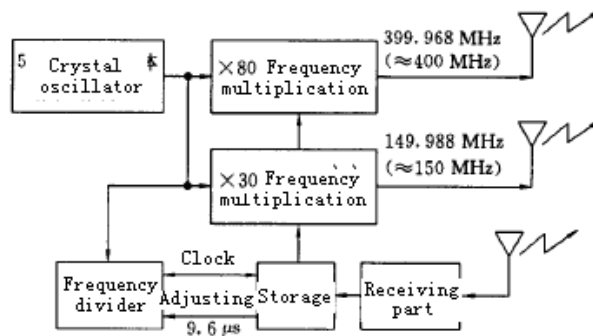 5 Crystal
oscillator
×80 Frequency
multiplication
399.968 MHz
(≈400 MHz)
×30 Frequency
multiplication
149.988 MHz
(≈150 MHz)
Clock
Frequency
divider
Adjusting
9.6 μs
Storage
Receiving
part